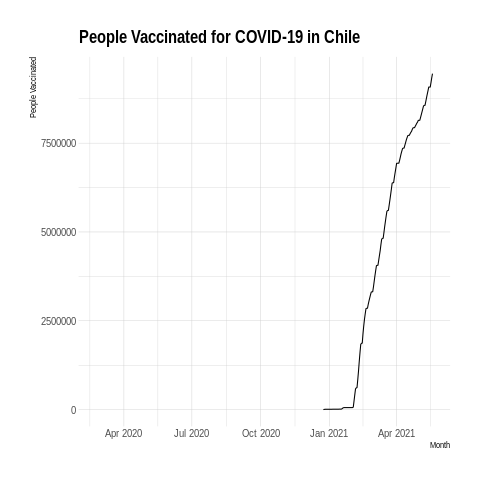 People Vaccinated for COVID-19 in Chile
People Vaccinated
7500000
5000000
2500000
0
Apr 2020
Jul 2020
Oct 2020
Jan 2021
Apr 2021
Month